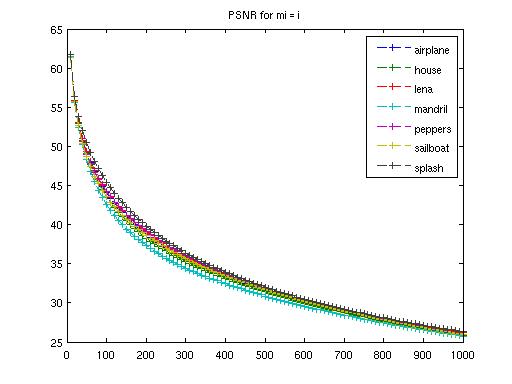 PSNR for mi = i
65
60
55
50
45
40
35
30
25
0 100 200 300 400 500 600 700 800 900 1000
airplane
house
lena
mandril
peppers
sailboat
splash